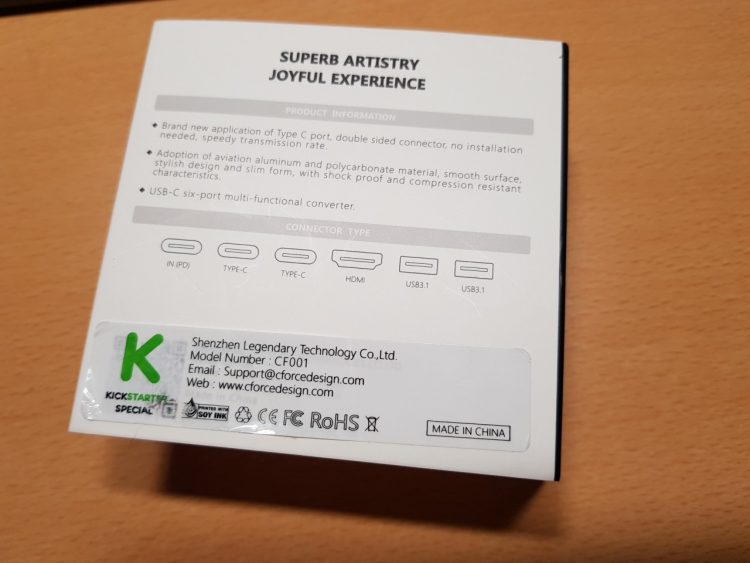 SUPERB ARTISTRY
JOYFUL EXPERIENCE
PRODUCT INFORMATION
◆ Brand new application of Type C port, double sided connector, no installation
needed, speedy transmission rate.
◆ Adoption of aviation aluminum and polycarbonate material, smooth surface,
stylish design and slim form, with shock proof and compression resistant
characteristics.
◆ USB-C six-port multi-functional converter.
CONNECTOR TYPE
IN (PD) TYPE-C TYPE-C HDMI USB3.1 USB3.1
K
KICKSTARTER
SPECIAL
Shenzhen Legendary Technology Co.,Ltd.
Model Number : CF001
Email : Support@cforcedesign.com
Web : www.cforcedesign.com
PRINTED WITH
SOY INK
CE FC RoHS
MADE IN CHINA